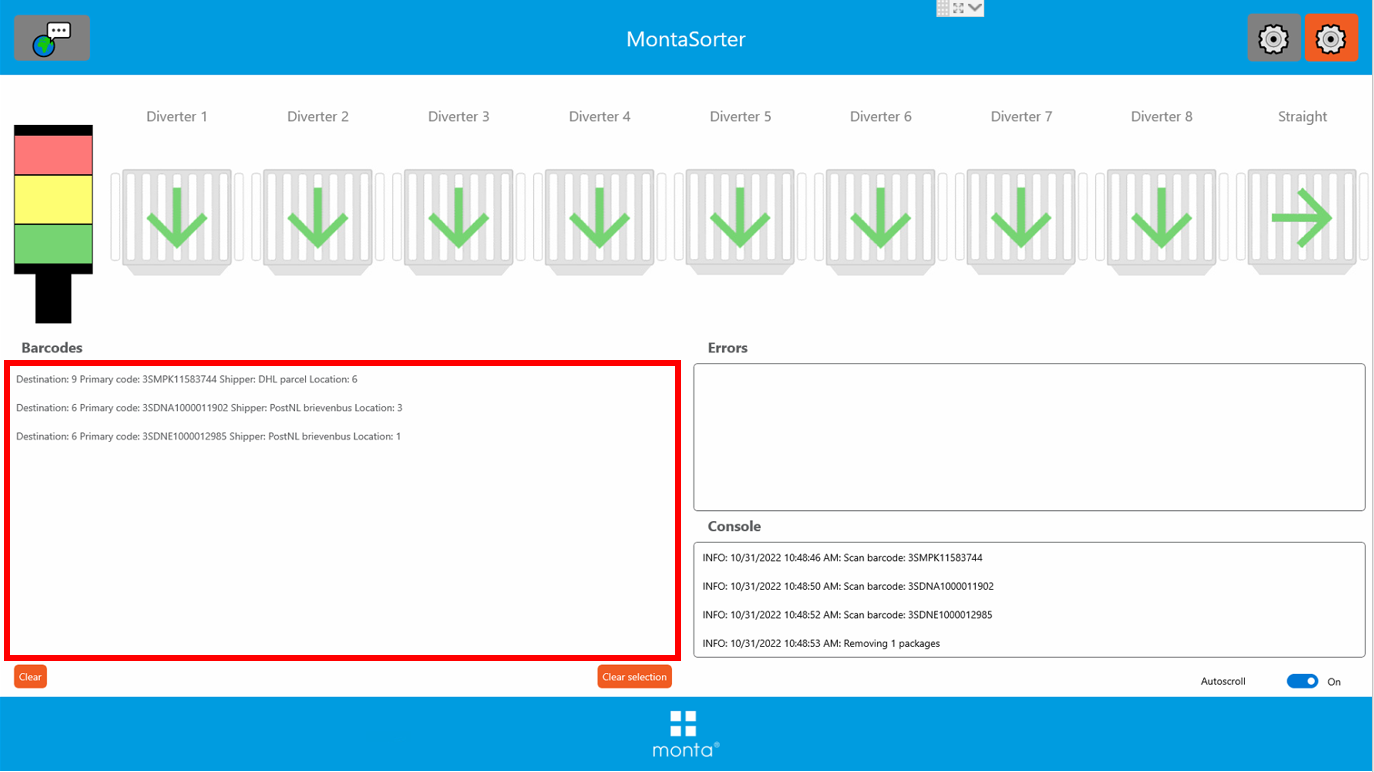 MontaSorter
Diverter 1
Diverter 2
Diverter 3
Diverter 4
Diverter 5
Diverter 6
Diverter 7
Diverter 8
Straight
Barcodes
Destination: 9 Primary code: 3SMPK11583744 Shipper: DHL parcel Location: 6
Destination: 6 Primary code: 3SDNA1000011902 Shipper: PostNL brievenbus Location: 3
Destination: 6 Primary code: 3SDNE1000012985 Shipper: PostNL brievenbus Location: 1
Clear
Clear selection
Errors
Console
INFO: 10/31/2022 10:48:46 AM: Scan barcode: 3SMPK11583744
INFO: 10/31/2022 10:48:50 AM: Scan barcode: 3SDNA1000011902
INFO: 10/31/2022 10:48:52 AM: Scan barcode: 3SDNE1000012985
INFO: 10/31/2022 10:48:53 AM: Removing 1 packages
Autoscroll
On
monta®